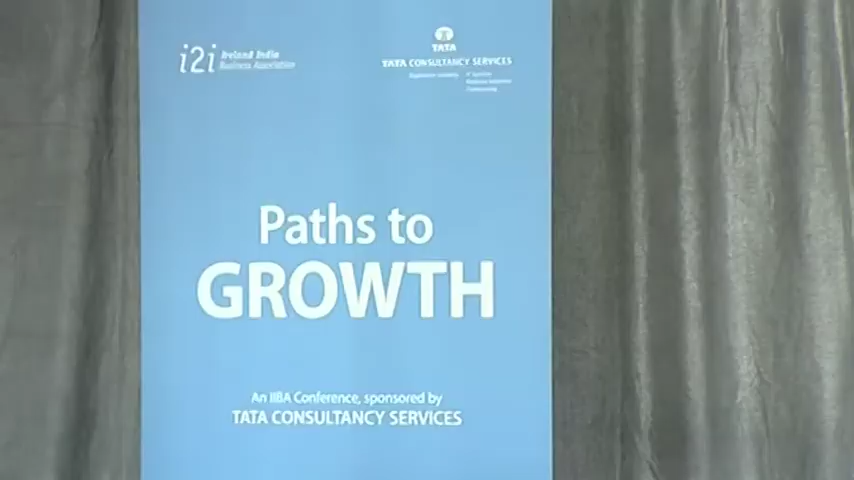 i2i Ireland India
Business Association
TATA
TATA CONSULTANCY SERVICES
Paths to
GROWTH
An IIBA Conference, sponsored by
TATA CONSULTANCY SERVICES